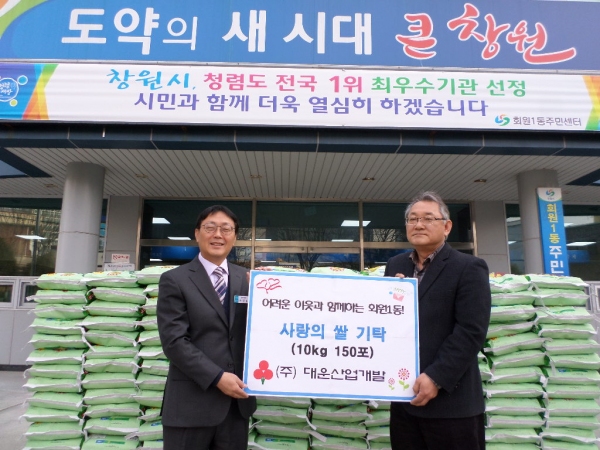 도약의 새 시대 큰 창원
창원시, 청렴도 전국 1위 최우수기관 선정
시민과 함께 더욱 열심히 하겠습니다
회원1동주민센터
회원1동 주민
어려운 이웃과 함께하는 회원1동!
사랑의 쌀 기탁
(10kg 150포)
(주) 대운산업개발